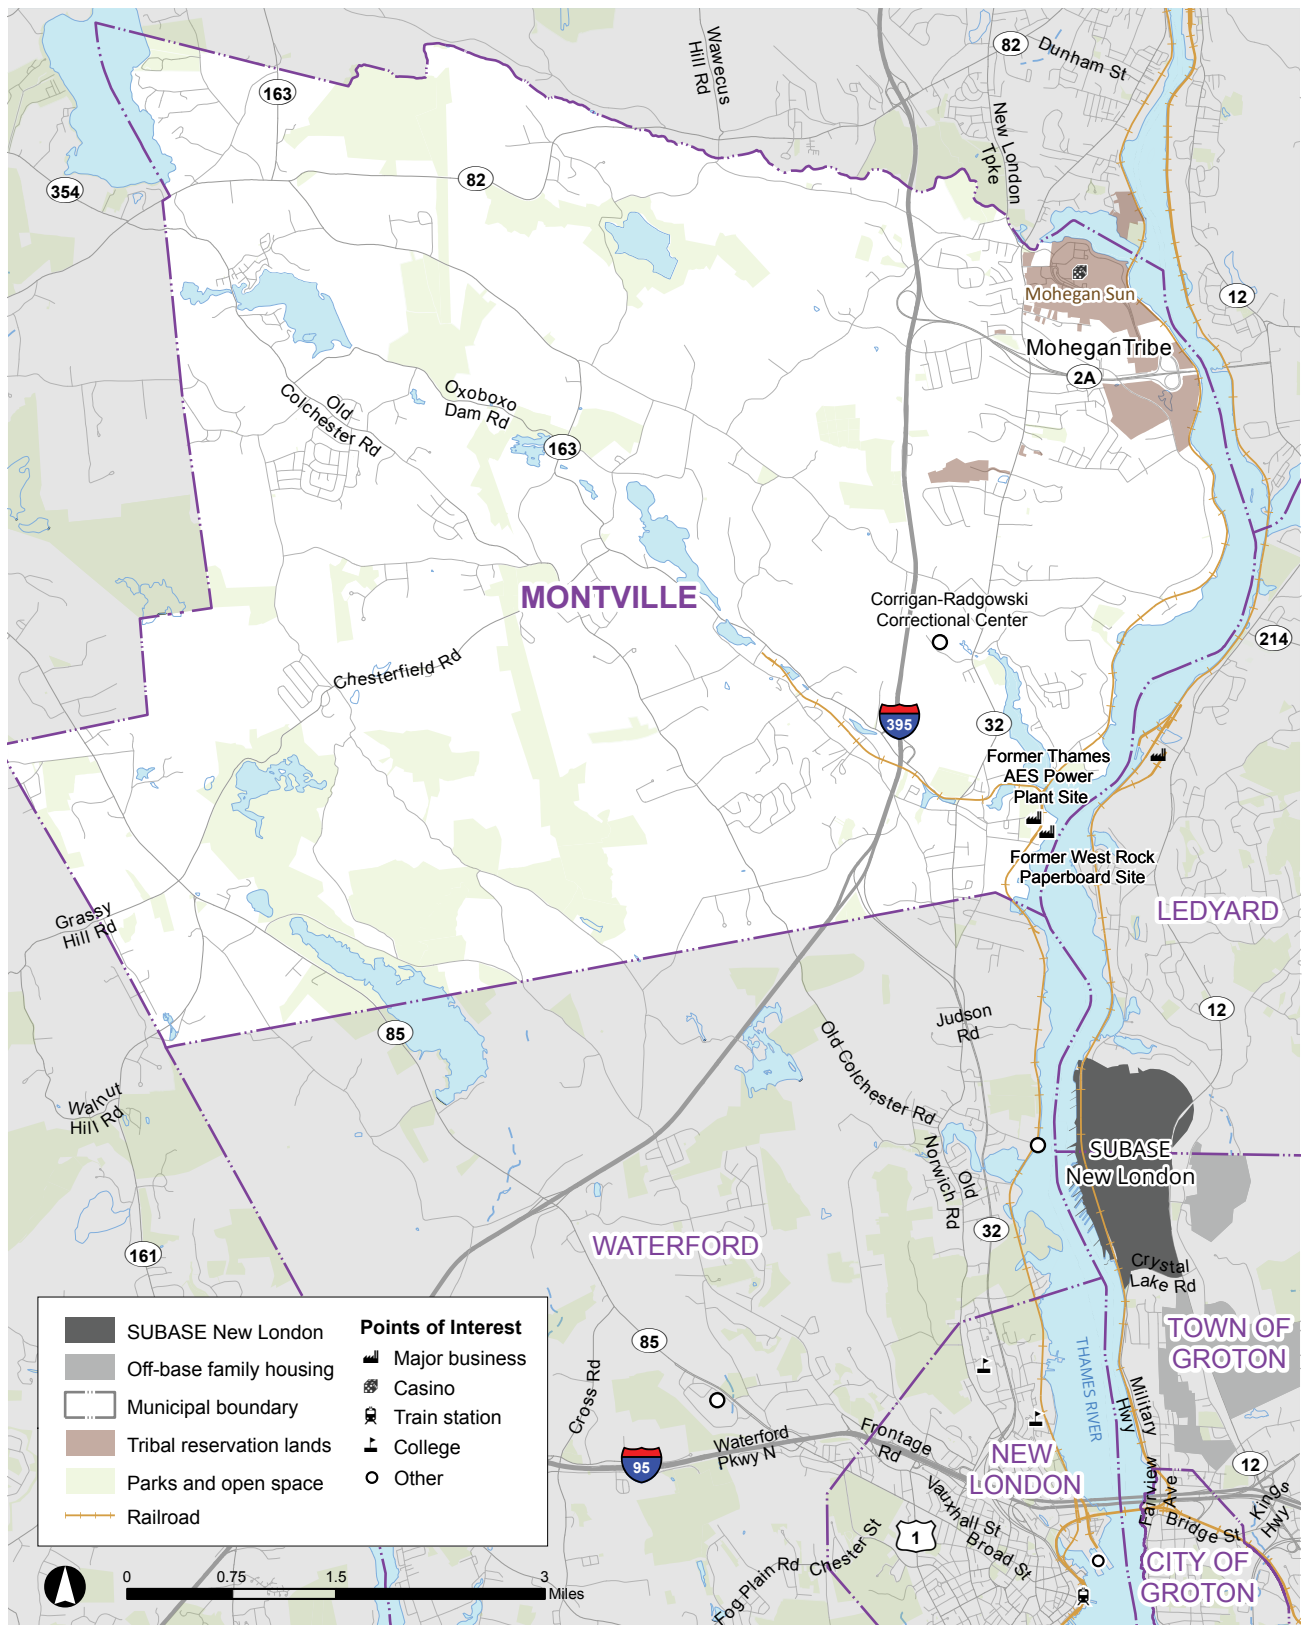 Wawecus
Hill Rd
82
Dunham St
163
New London
Tpke
354
82
Mohegan Sun
12
Mohegan Tribe
2A
Old
Colchester Rd
Oxoboxo
Dam Rd
163
MONTVILLE
Corrigan-Radgowski
Correctional Center
214
Chesterfield Rd
395
32
Former Thames
AES Power
Plant Site
Former West Rock
Paperboard Site
LEDYARD
Grassy
Hill Rd
12
85
Judson
Rd
Old Colchester Rd
Walnut
Hill Rd
SUBASE
New London
Old
Norwich Rd
32
WATERFORD
161
Crystal
Lake Rd
TOWN OF
GROTON
85
THAMES RIVER
Military
Hwy
Cross Rd
Waterford
Pkwy N
Frontage
Rd
95
NEW
LONDON
12
Vauxhall St
Fairview
Ave
Kings
Hwy
Bridge St
Broad St
1
Chester St
Fog Plain Rd
CITY OF
GROTON
SUBASE New London
Off-base family housing
Municipal boundary
Tribal reservation lands
Parks and open space
Railroad
Points of Interest
Major business
Casino
Train station
College
Other
0
0.75
1.5
3
Miles